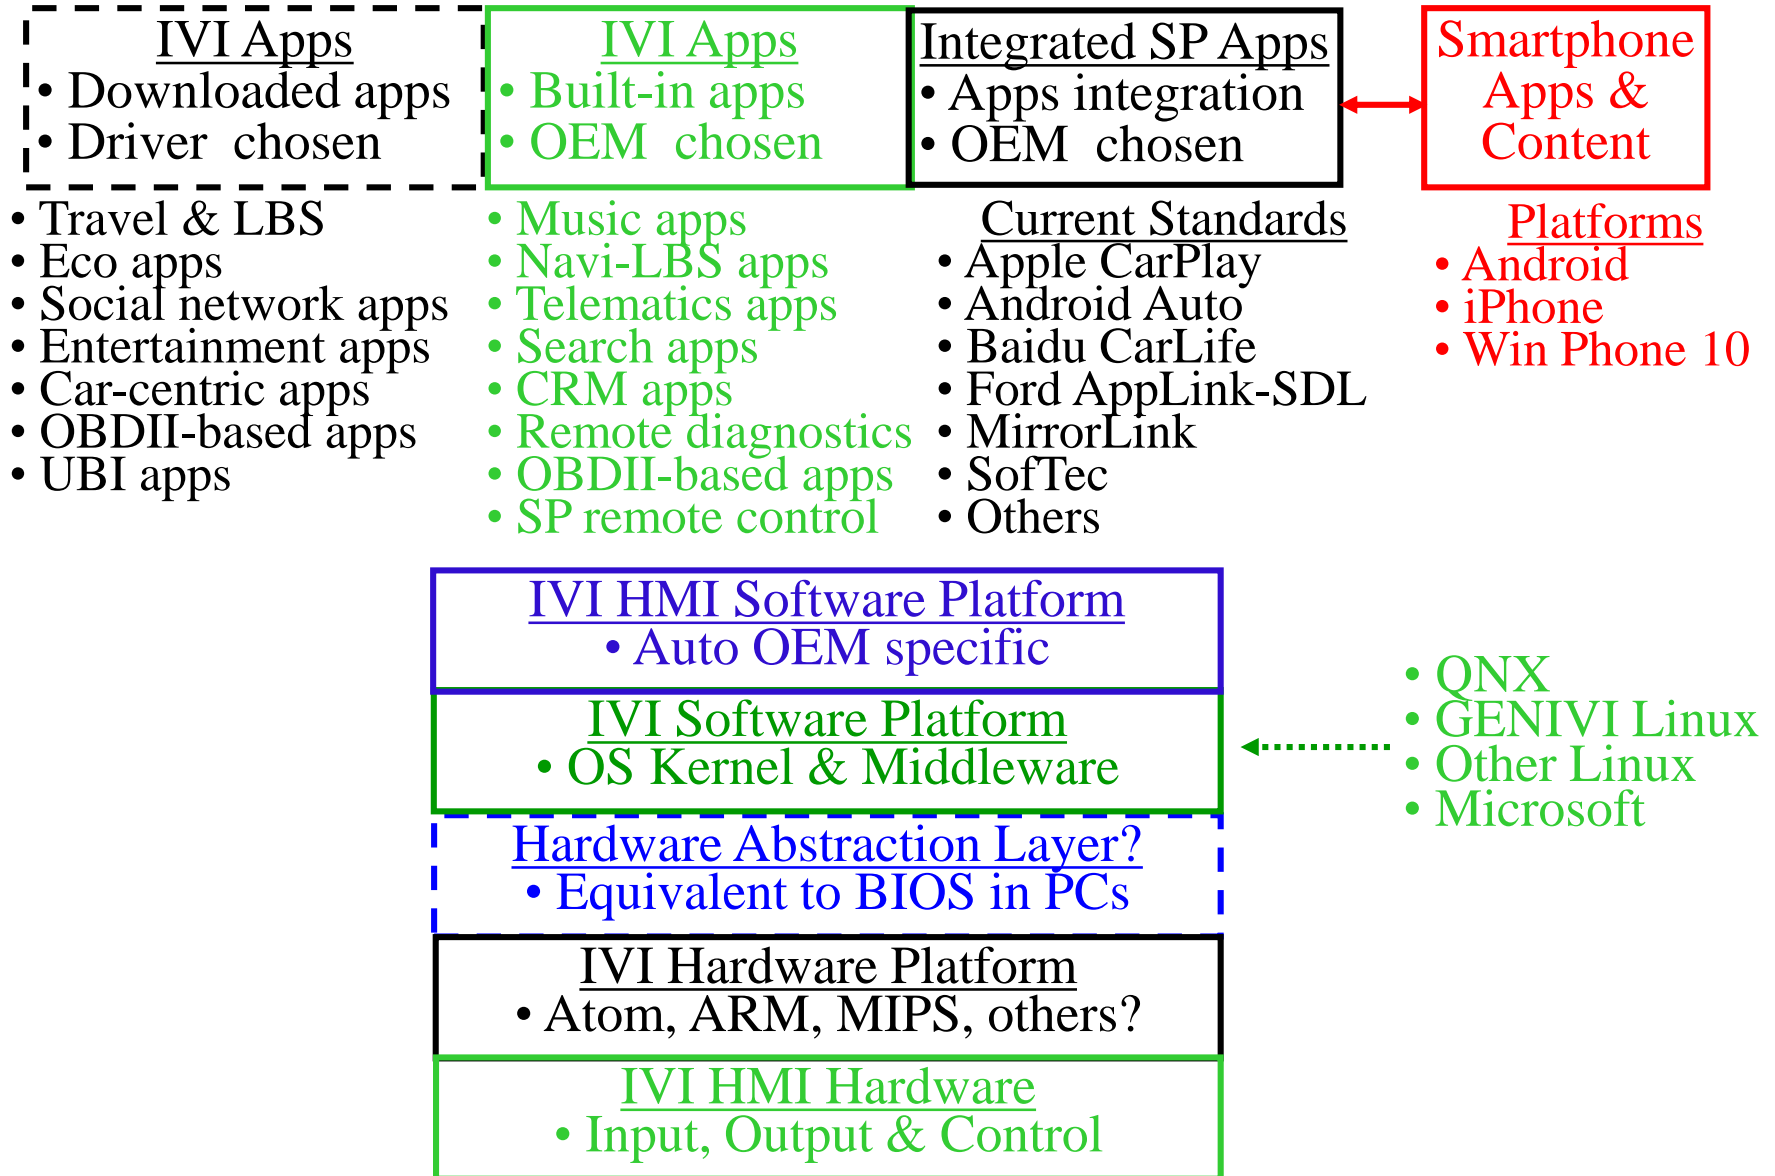 IVI Apps
• Downloaded apps
• Driver chosen
• Travel & LBS
• Eco apps
• Social network apps
• Entertainment apps
• Car-centric apps
• OBDII-based apps
• UBI apps
IVI Apps
• Built-in apps
• OEM chosen
• Music apps
• Navi-LBS apps
• Telematics apps
• Search apps
• CRM apps
• Remote diagnostics
• OBDII-based apps
• SP remote control
Integrated SP Apps
• Apps integration
• OEM chosen
Current Standards
• Apple CarPlay
• Android Auto
• Baidu CarLife
• Ford AppLink-SDL
• MirrorLink
• SofTec
• Others
Smartphone
Apps &
Content
Platforms
• Android
• iPhone
• Win Phone 10
IVI HMI Software Platform
• Auto OEM specific
IVI Software Platform
• OS Kernel & Middleware
• QNX
• GENIVI Linux
• Other Linux
• Microsoft
Hardware Abstraction Layer?
• Equivalent to BIOS in PCs
IVI Hardware Platform
• Atom, ARM, MIPS, others?
IVI HMI Hardware
• Input, Output & Control